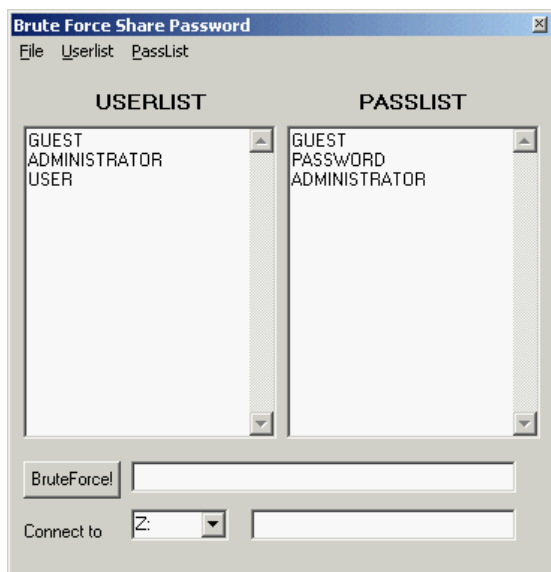 Brute Force Share Password
File Userlist PassList
USERLIST PASSLIST
GUEST
ADMINISTRATOR
USER
GUEST
PASSWORD
ADMINISTRATOR
BruteForce!
Connect to Z: